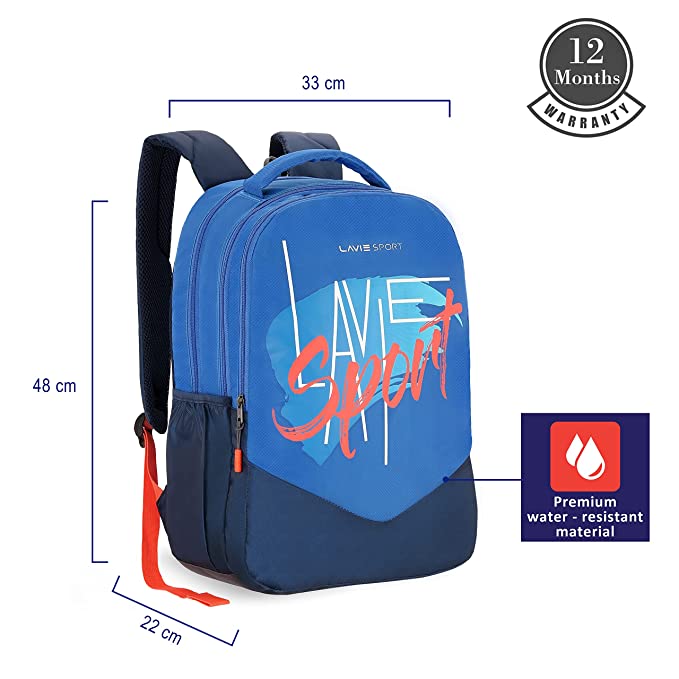 33 cm
12
Months
WARRANTY
LAVIE SPORT
LAVIE
Sport
48 cm
Premium
water - resistant
material
22 cm